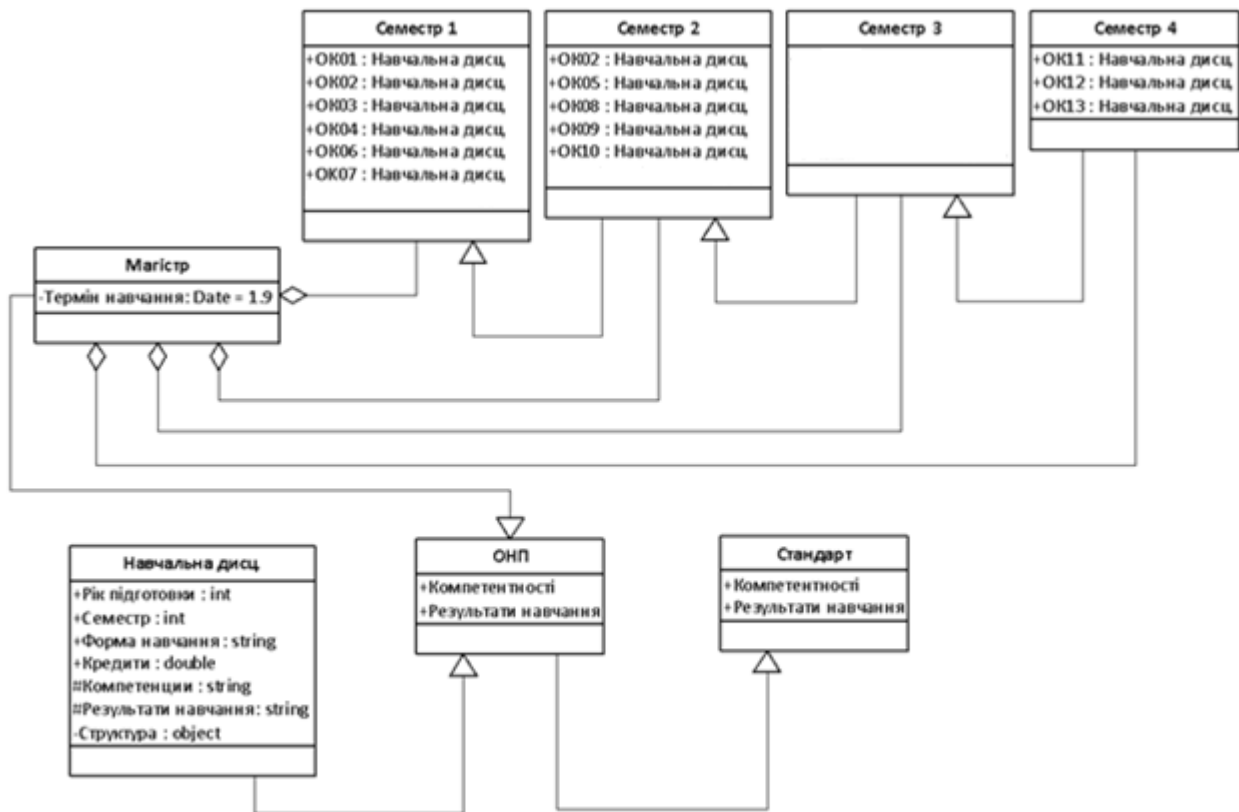 Семестр 1
+ОК01 : Навчальна дисц.
+ОК02 : Навчальна дисц.
+ОК03 : Навчальна дисц.
+ОК04 : Навчальна дисц.
+ОК06 : Навчальна дисц.
+ОК07 : Навчальна дисц.
Семестр 2
+ОК02 : Навчальна дисц.
+ОК05 : Навчальна дисц.
+ОК08 : Навчальна дисц.
+ОК09 : Навчальна дисц.
+ОК10 : Навчальна дисц.
Семестр 3
Семестр 4
+ОК11 : Навчальна дисц.
+ОК12 : Навчальна дисц.
+ОК13 : Навчальна дисц.
Магістр
-Термін навчання: Date = 1.9
Навчальна дисц.
+Рік підготовки : int
+Семестр : int
+Форма навчання : string
+Кредити : double
#Компетенции : string
#Результати навчання: string
-Структура : object
ОНП
+Компетентності
+Результати навчання
Стандарт
+Компетентності
+Результати навчання